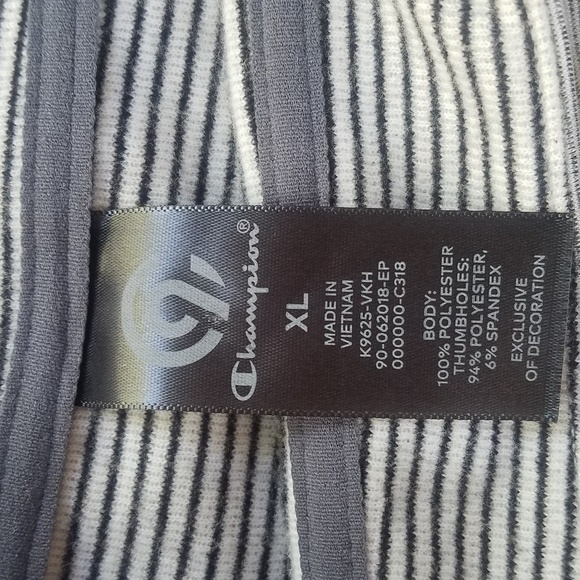 C9
Champion®
XL
MADE IN
VIETNAM
K9625-VKH
90-062018-EP
000000-C318
BODY:
100% POLYESTER
THUMBHOLES:
94% POLYESTER,
6% SPANDEX
EXCLUSIVE
OF DECORATION